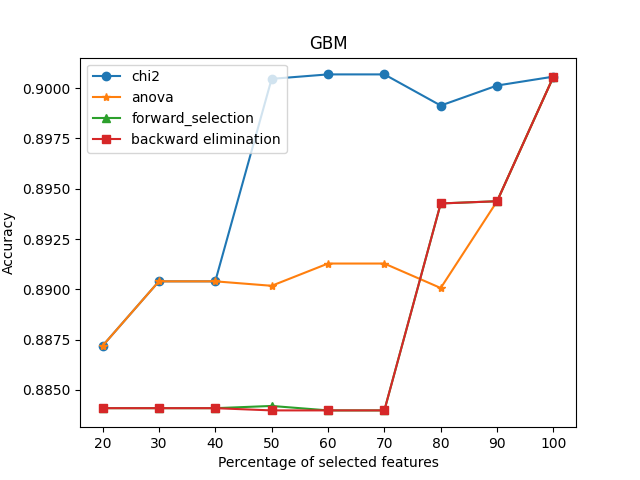 GBM
chi2
anova
forward_selection
backward elimination
Accuracy
0.9000
0.8975
0.8950
0.8925
0.8900
0.8875
0.8850
20 30 40 50 60 70 80 90 100
Percentage of selected features